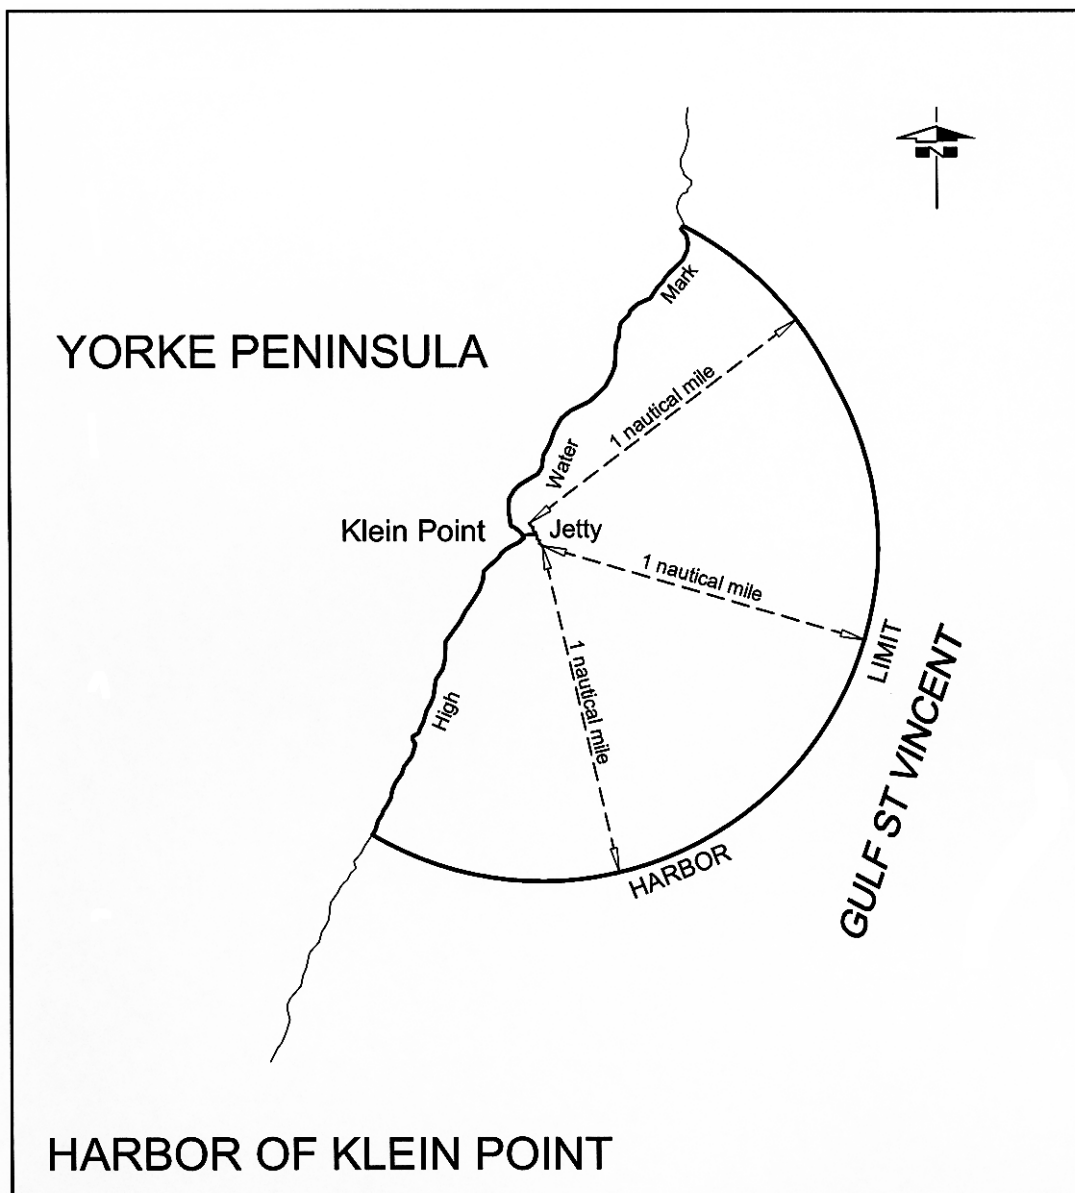 N
Mark
YORKE PENINSULA
1 nautical mile
Water
Klein Point
Jetty
1 nautical mile
LIMIT
1 nautical mile
High
GULF ST VINCENT
HARBOR
HARBOR OF KLEIN POINT